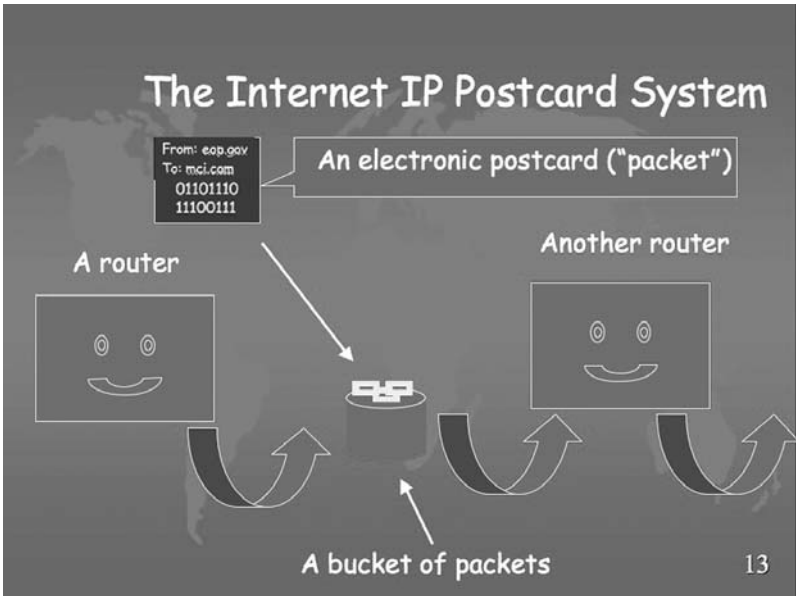 The Internet IP Postcard System
From: eop.gov
To: mci.com
01101110
11100111
An electronic postcard ("packet")
A router
Another router
A bucket of packets
13